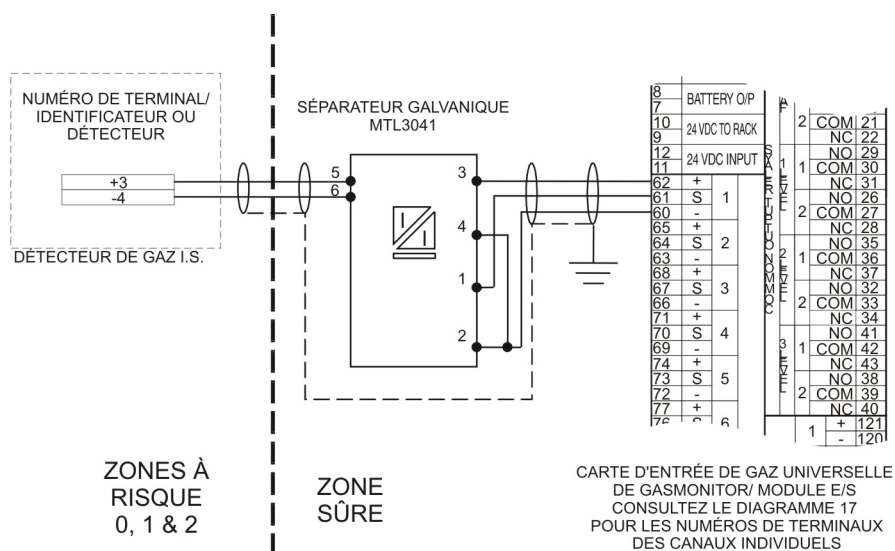 NUMÉRO DE TERMINAL/
IDENTIFICATEUR OU
DÉTECTEUR
+3
-4
DÉTECTEUR DE GAZ I.S.
SÉPARATEUR GALVANIQUE
MTL3041
5
6
3
4
1
2
8
7 BATTERY O/P
10
9 24 VDC TO RACK
12
11 24 VDC INPUT
62 +
61 S 1
60 -
65 +
64 S 2
63 -
68 +
67 S 3
66 -
71 +
70 S 4
69 -
74 +
73 S 5
72 -
77 +
76 6
2 COM 21
NC 22
NO 29
1 COM 30
NC 31
NO 26
2 COM 27
NC 28
NO 35
1 COM 36
NC 37
NO 32
2 COM 33
NC 34
NO 41
1 COM 42
NC 43
NO 38
2 COM 39
NC 40
1 + 121
- 120
LEVEL 1
LEVEL 2
LEVEL 3
ZONES À
RISQUE
0, 1 & 2
ZONE
SÛRE
CARTE D'ENTRÉE DE GAZ UNIVERSELLE
DE GASMONITOR/ MODULE E/S
CONSULTEZ LE DIAGRAMME 17
POUR LES NUMÉROS DE TERMINAUX
DES CANAUX INDIVIDUELS